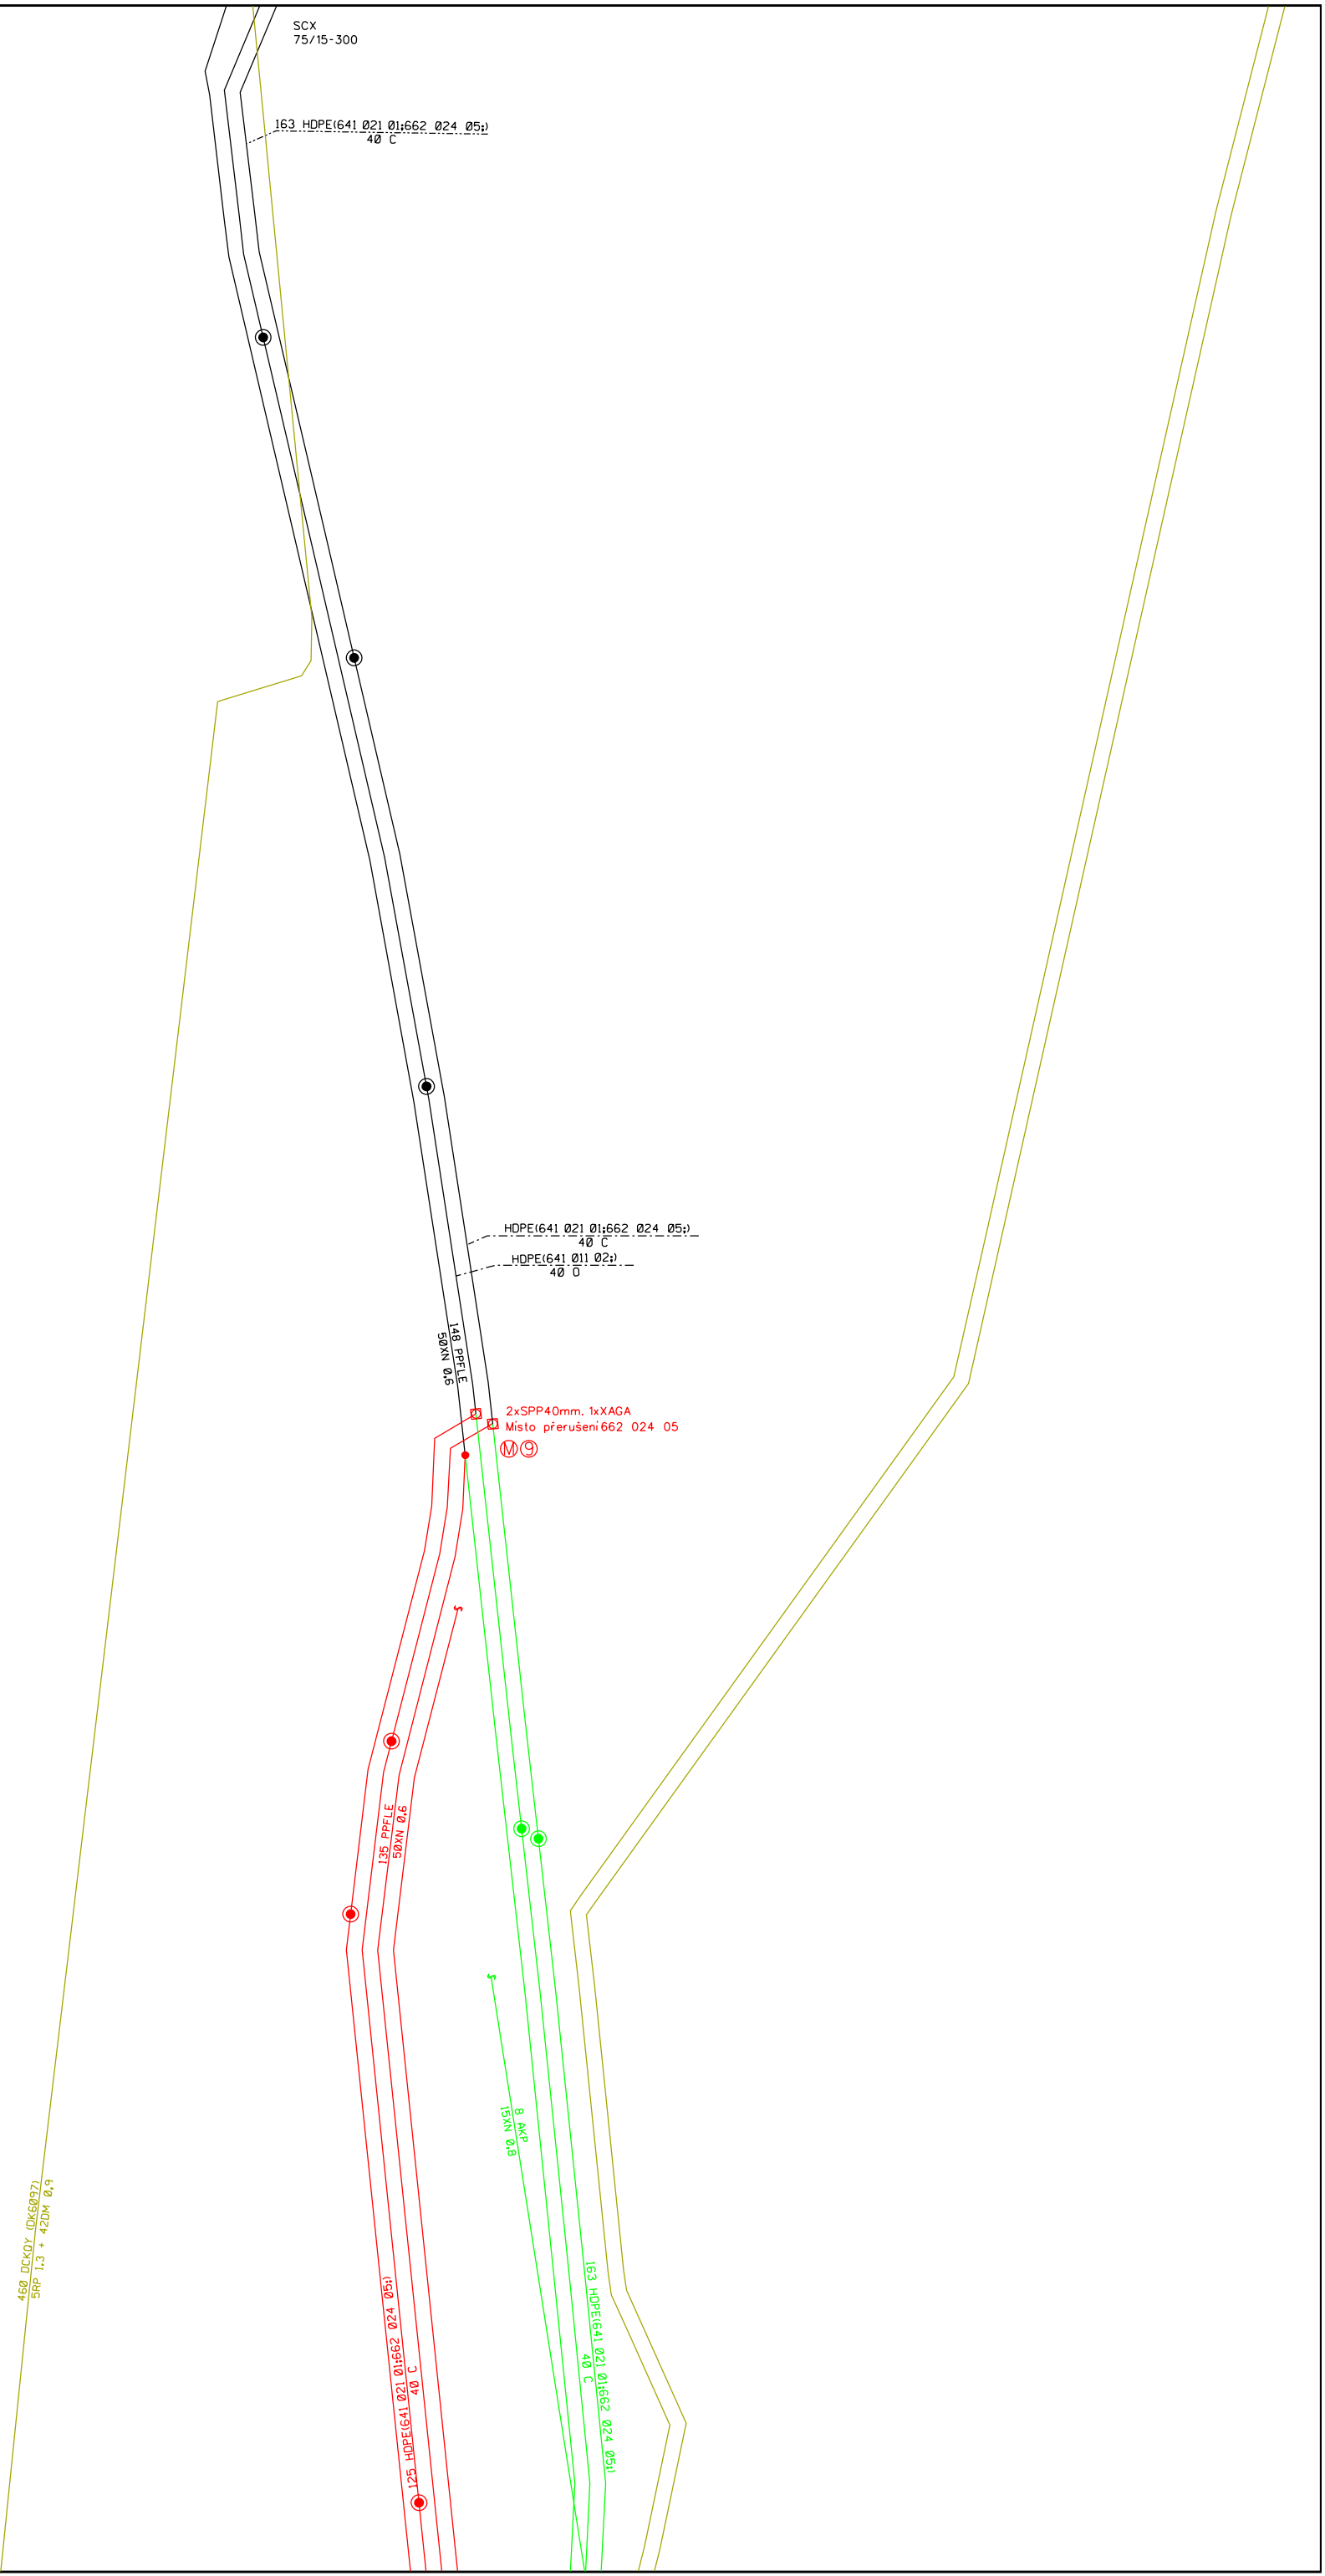 SCX
75/15-300
163 HDPE(641 021 01;662 024 05;)
40 C
HDPE(641 021 01;662 024 05;)
40 C
HDPE(641 011 02;)
40 O
148 PPFLE
50XN 0.6
2xSPP40mm. 1xXAGA
Místo přerušení 662 024 05
M 9
135 PPFLE
50XN 0.6
8 AKP
15XN 0.8
460 DCKQY (DK6097)
5RP 1.3 + 42DM 0.9
125 HDPE(641 021 01:662 024 05;)
40 C
163 HDPE(641 021 01:662 024 05;)
40 C